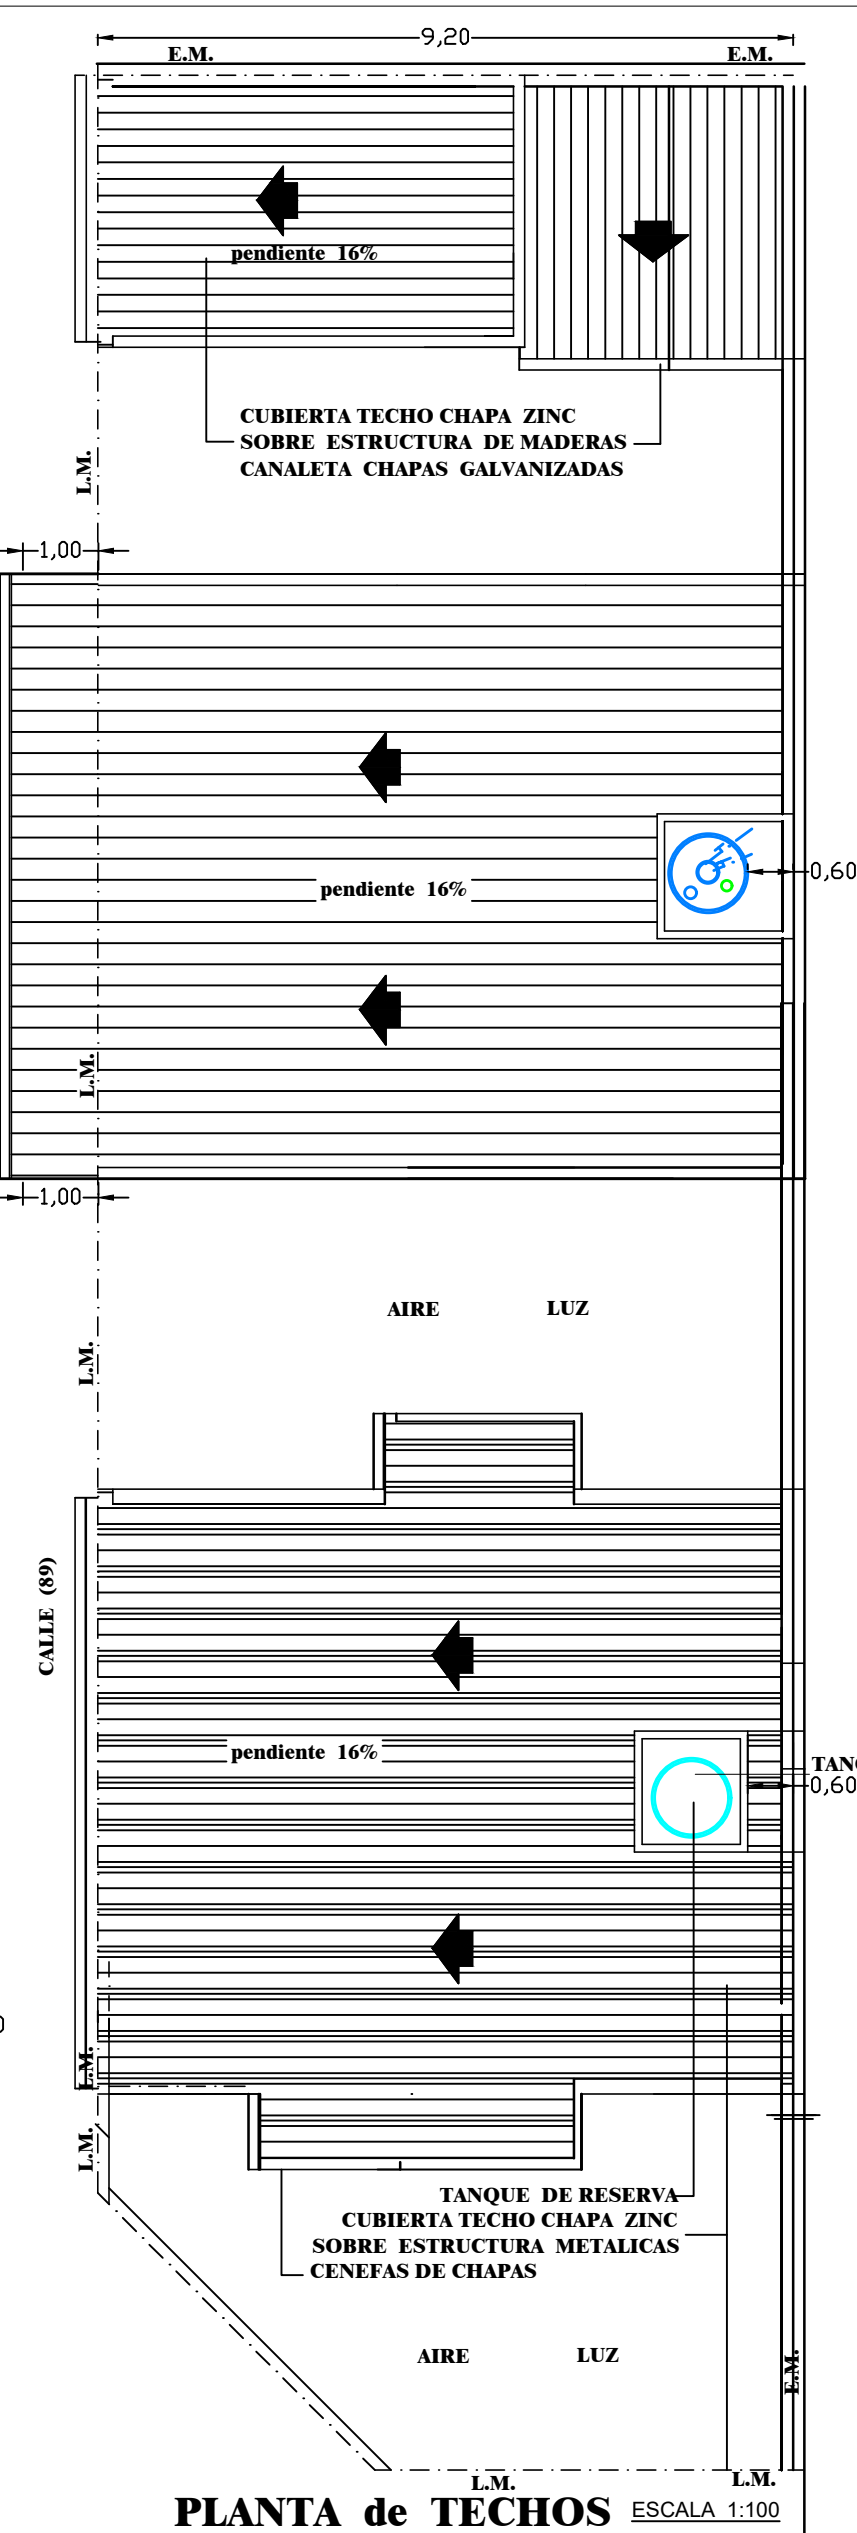 9,20
E.M.
E.M.
pendiente 16%
CUBIERTA TECHO CHAPA ZINC
SOBRE ESTRUCTURA DE MADERAS
CANALETA CHAPAS GALVANIZADAS
L.M.
1,00
0,60
pendiente 16%
L.M.
1,00
AIRE LUZ
L.M.
CALLE (89)
pendiente 16%
0,60
L.M.
L.M.
TANQUE DE RESERVA
CUBIERTA TECHO CHAPA ZINC
SOBRE ESTRUCTURA METALICAS
CENEFAS DE CHAPAS
AIRE LUZ
E.M.
L.M.
L.M.
PLANTA de TECHOS ESCALA 1:100